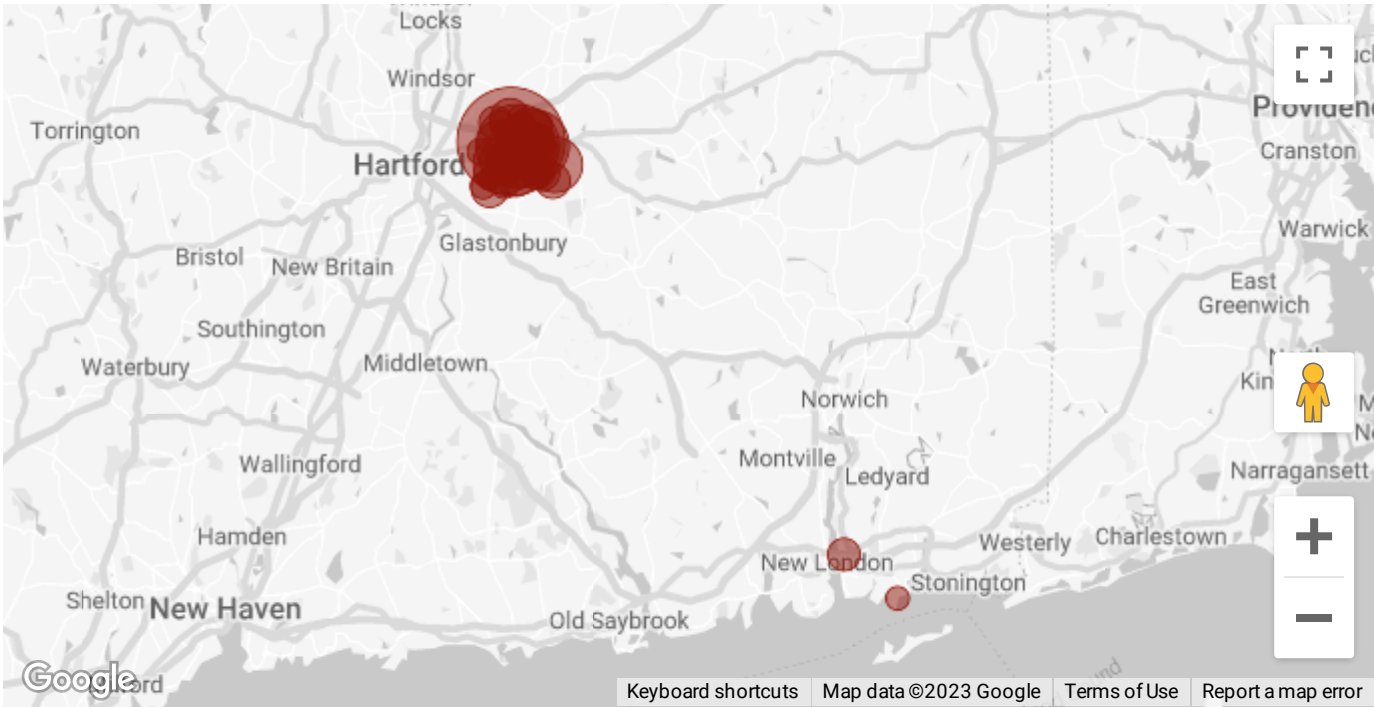 Windsor
Locks
Windsor
Torrington
Hartford
Providen
Cranston
Warwick
Glastonbury
Bristol
New Britain
East
Greenwich
Southington
Waterbury
Middletown
Norwich
Wallingford
Montville
Ledyard
Narragansett
Hamden
New London
Westerly
Charlestown
Shelton
New Haven
Stonington
Old Saybrook
Google
Keyboard shortcuts
Map data ©2023 Google
Terms of Use
Report a map error